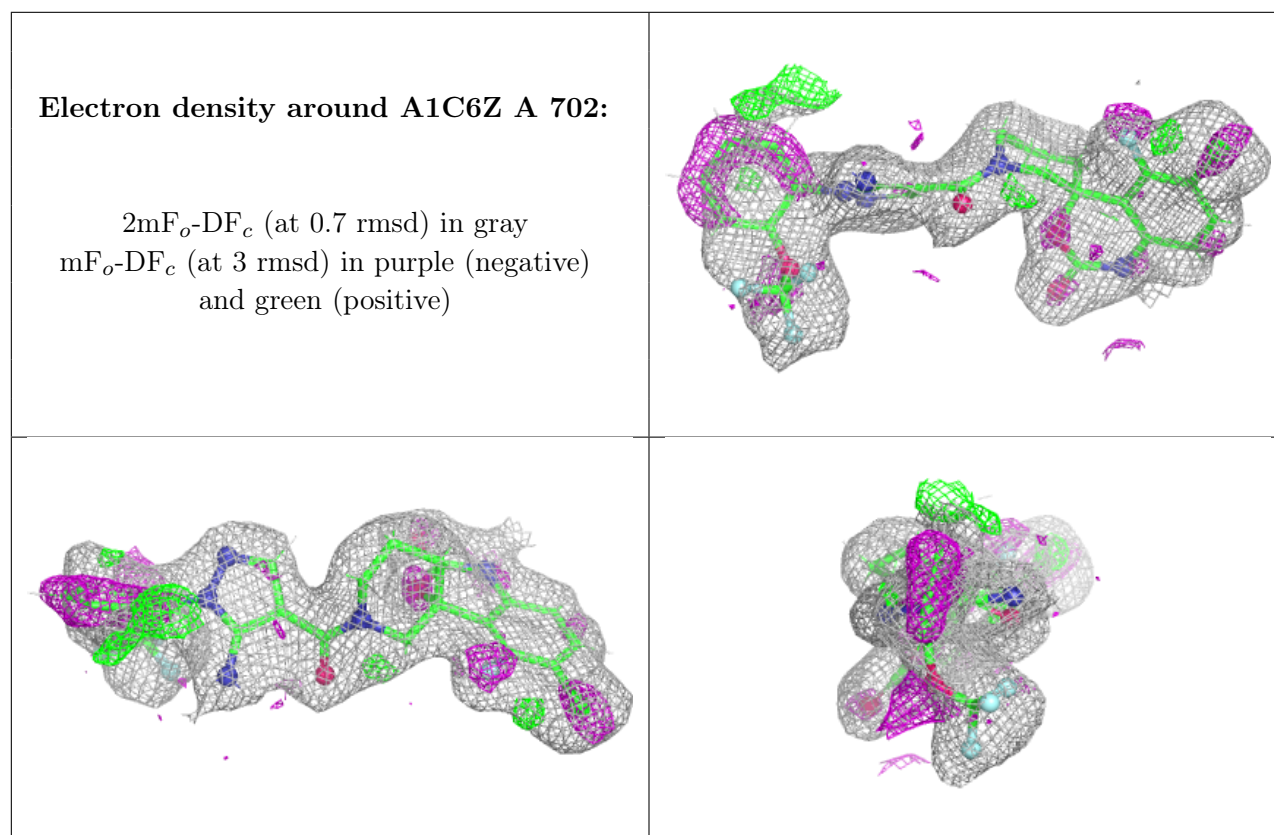 Electron density around A1C6Z A 702:
2mFo-DFc (at 0.7 rmsd) in gray
mFo-DFc (at 3 rmsd) in purple (negative)
and green (positive)